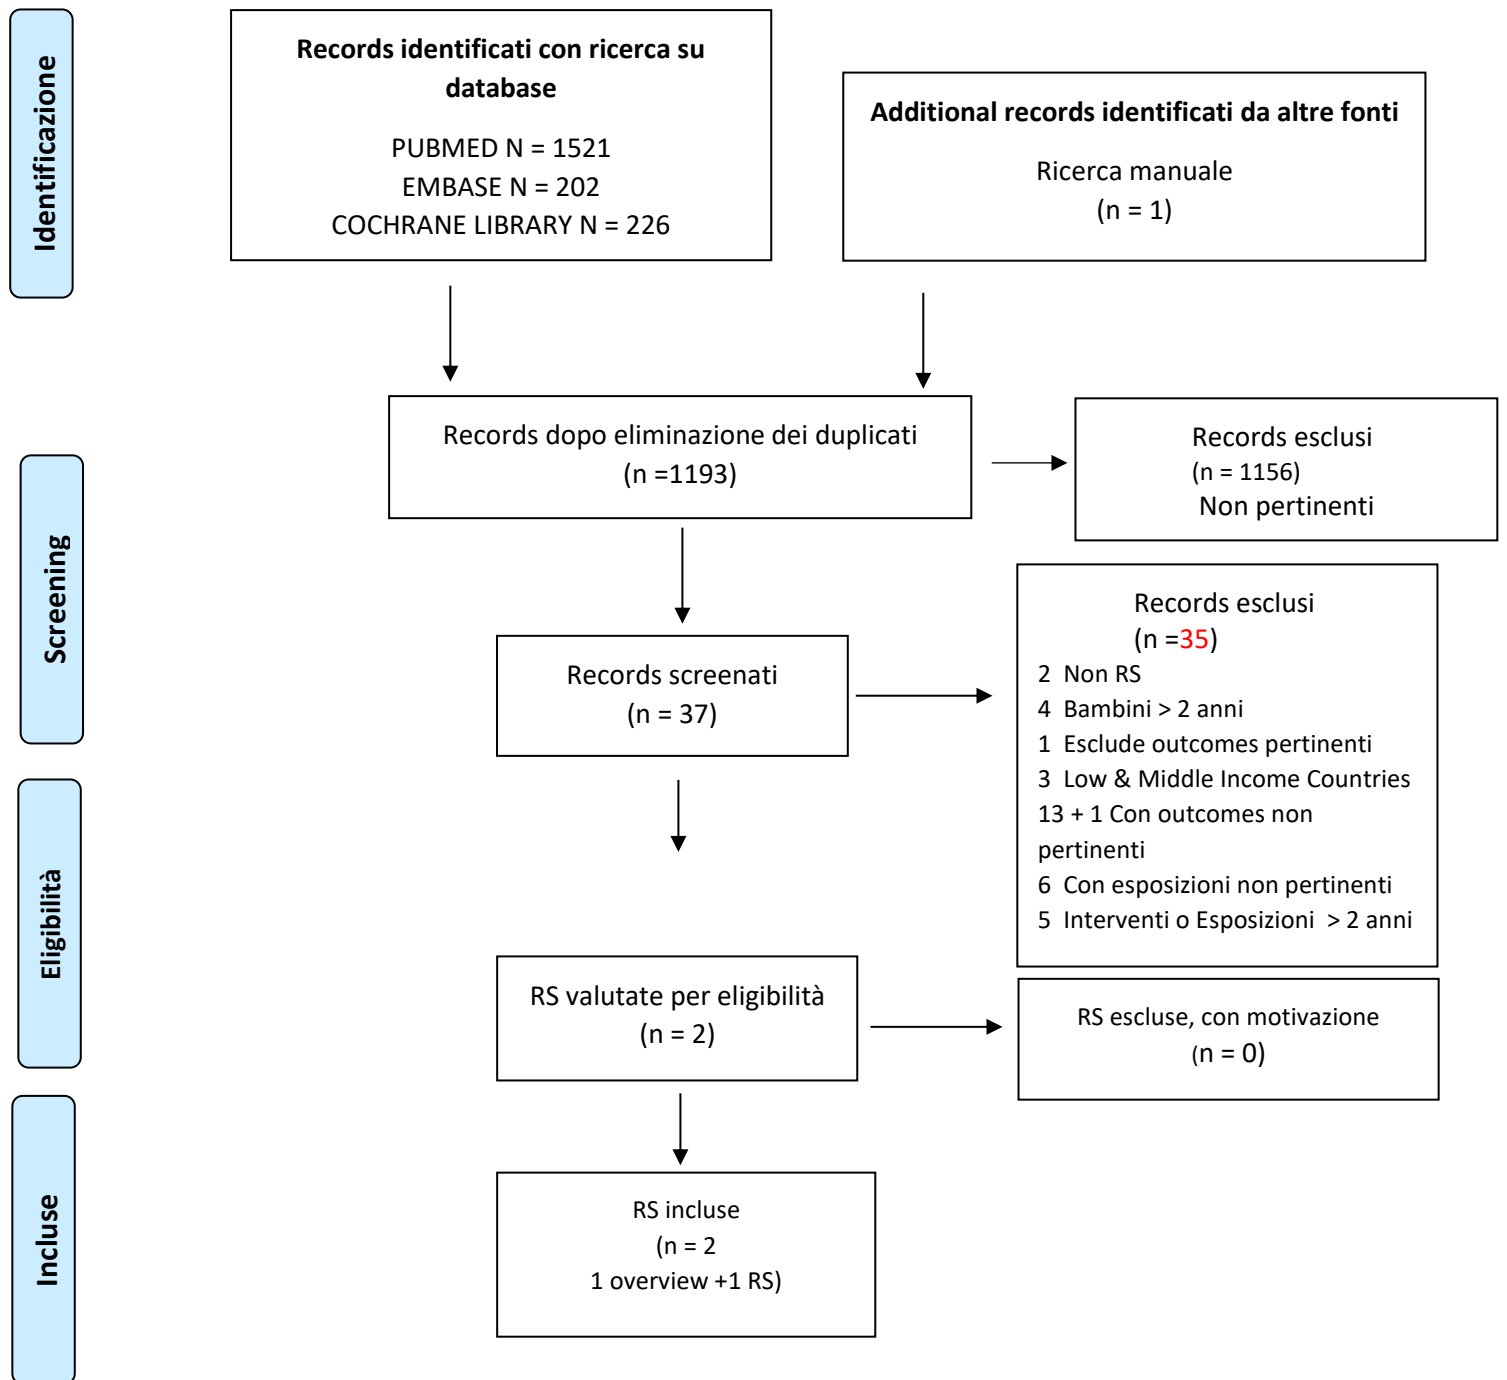 Identificazione
Records identificati con ricerca su
database
PUBMED N = 1521
EMBASE N = 202
COCHRANE LIBRARY N = 226
Additional records identificati da altre fonti
Ricerca manuale
(n = 1)
Screening
Records dopo eliminazione dei duplicati
(n =1193)
Records esclusi
(n = 1156)
Non pertinenti
Records screenati
(n = 37)
Records esclusi
(n =35)
2 Non RS
4 Bambini > 2 anni
1 Esclude outcomes pertinenti
3 Low & Middle Income Countries
13 + 1 Con outcomes non
pertinenti
6 Con esposizioni non pertinenti
5 Interventi o Esposizioni > 2 anni
Eligibilità
RS valutate per eligibilità
(n = 2)
RS escluse, con motivazione
(n = 0)
Incluse
RS incluse
(n = 2
1 overview +1 RS)